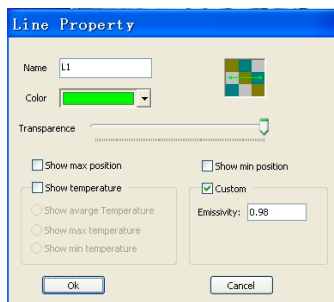 Line Property
Name L1
Color
Transparence
Show max position
Show min position
Show temperature
Custom
Show avarge Temperature
Emissivity: 0.98
Show max temperature
Show min temperature
Ok
Cancel